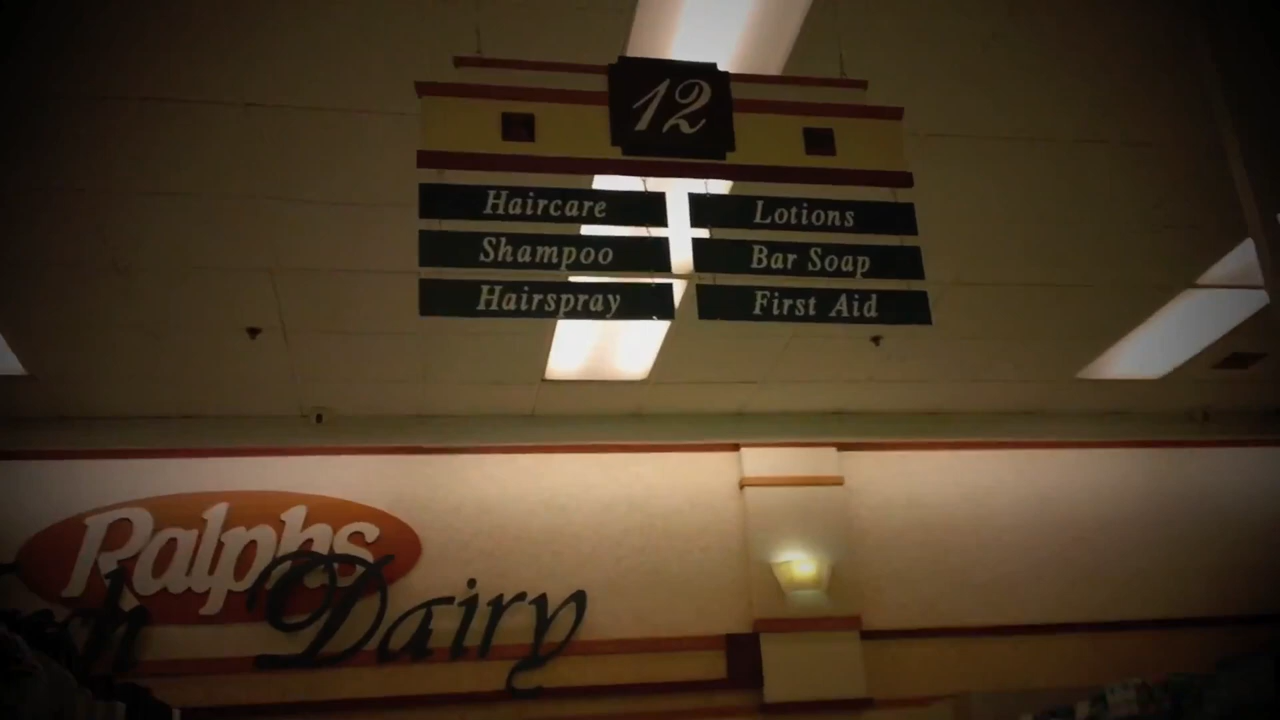 12
Haircare
Lotions
Shampoo
Bar Soap
Hairspray
First Aid
Ralphs
Dairy